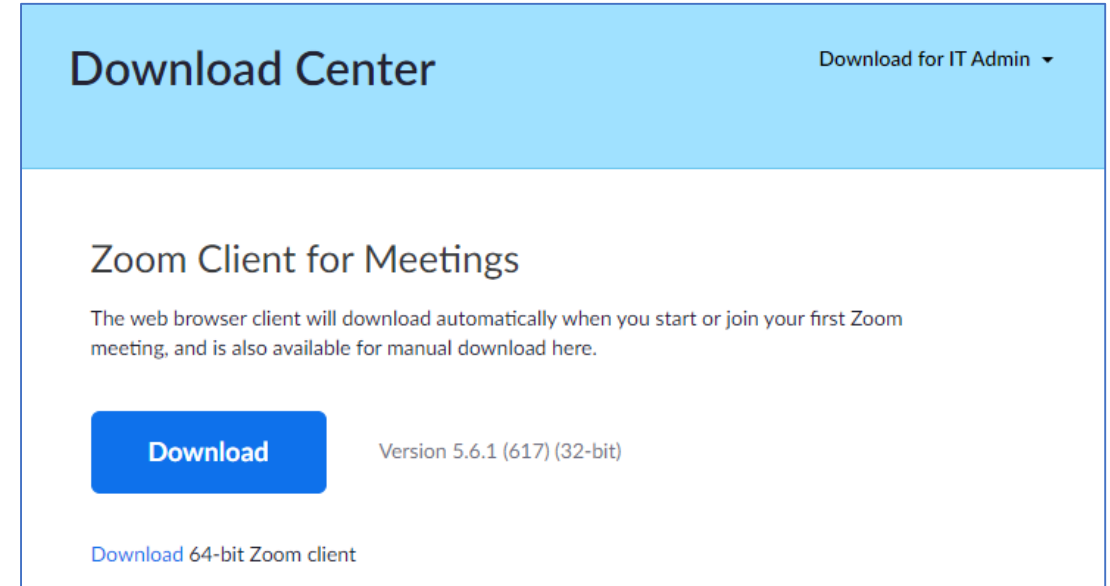 Download Center
Download for IT Admin
Zoom Client for Meetings
The web browser client will download automatically when you start or join your first Zoom
meeting, and is also available for manual download here.
Download
Version 5.6.1 (617) (32-bit)
Download 64-bit Zoom client